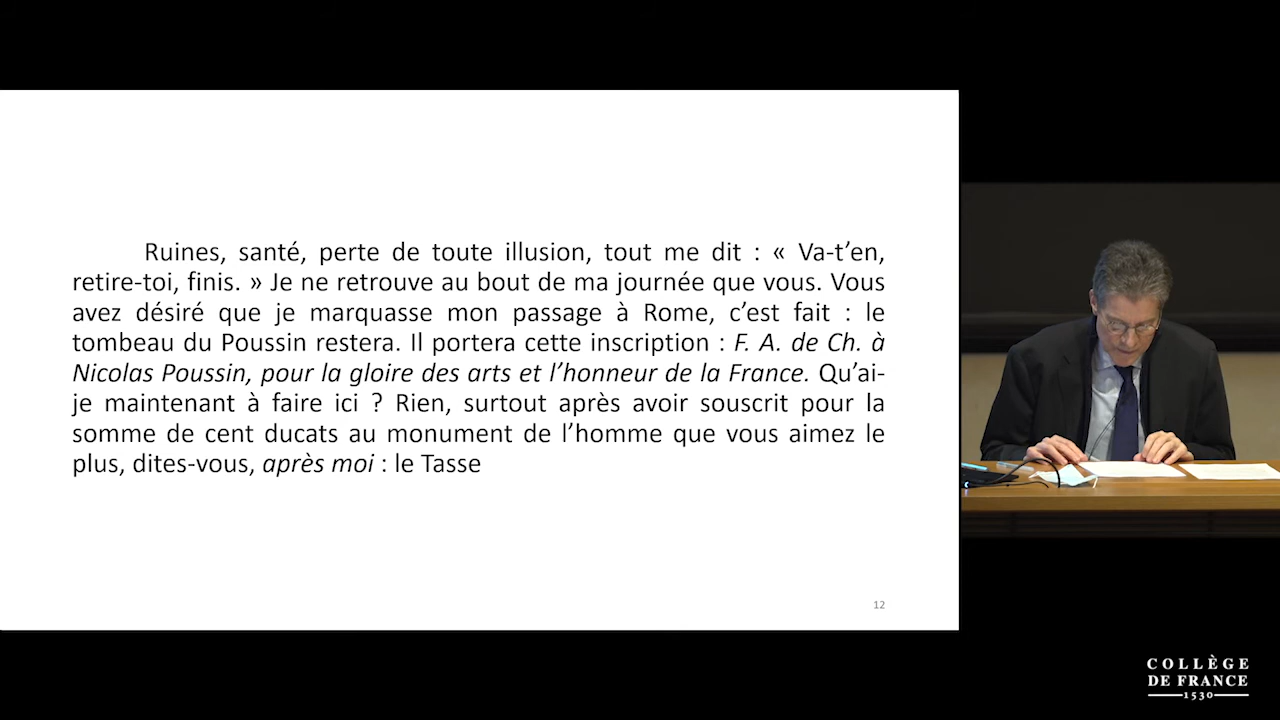 Ruines, santé, perte de toute illusion, tout me dit : « Va-t’en,
retire-toi, finis. » Je ne retrouve au bout de ma journée que vous. Vous
avez désiré que je marquasse mon passage à Rome, c’est fait : le
tombeau du Poussin restera. Il portera cette inscription : F. A. de Ch. à
Nicolas Poussin, pour la gloire des arts et l’honneur de la France. Qu’ai-
je maintenant à faire ici ? Rien, surtout après avoir souscrit pour la
somme de cent ducats au monument de l’homme que vous aimez le
plus, dites-vous, après moi : le Tasse
12
COLLÈGE
DE FRANCE
1530